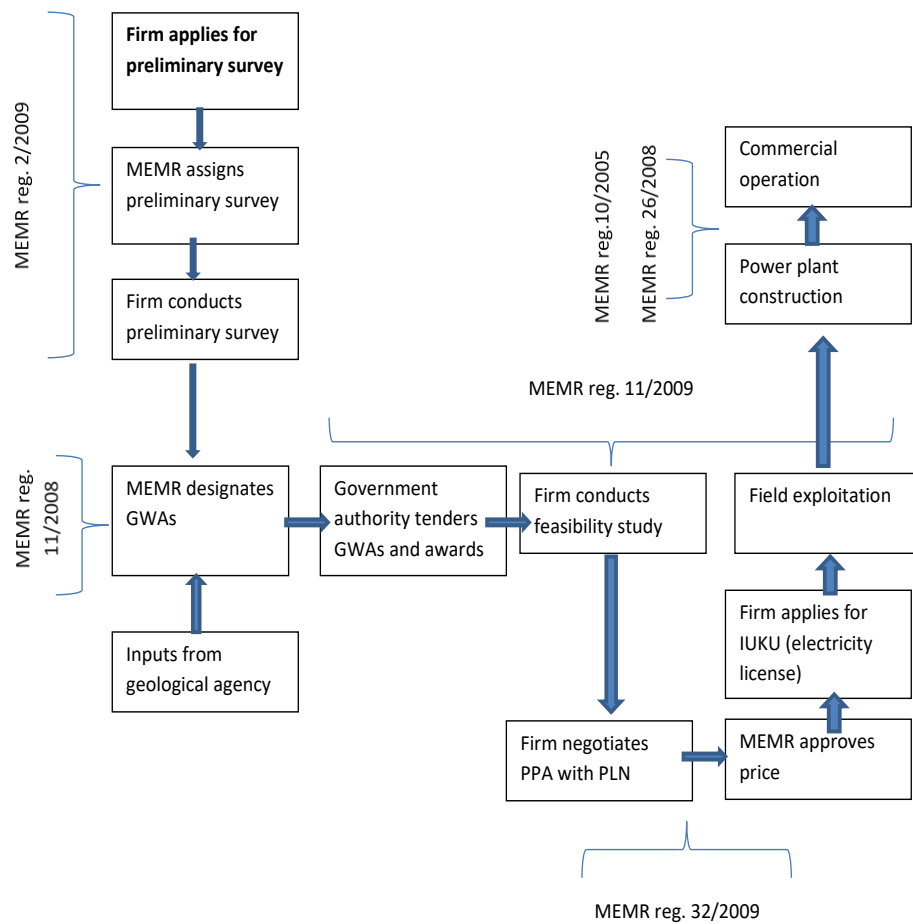 Firm applies for
preliminary survey
MEMR reg. 2/2009
MEMR assigns
preliminary survey
Firm conducts
preliminary survey
MEMR reg.10/2005
MEMR reg. 26/2008
Commercial
operation
Power plant
construction
MEMR reg. 11/2009
MEMR reg.
11/2008
MEMR designates
GWAs
Government
authority tenders
GWAs and awards
Firm conducts
feasibility study
Field exploitation
Inputs from
geological agency
Firm applies for
IUKU (electricity
license)
Firm negotiates
PPA with PLN
MEMR approves
price
MEMR reg. 32/2009